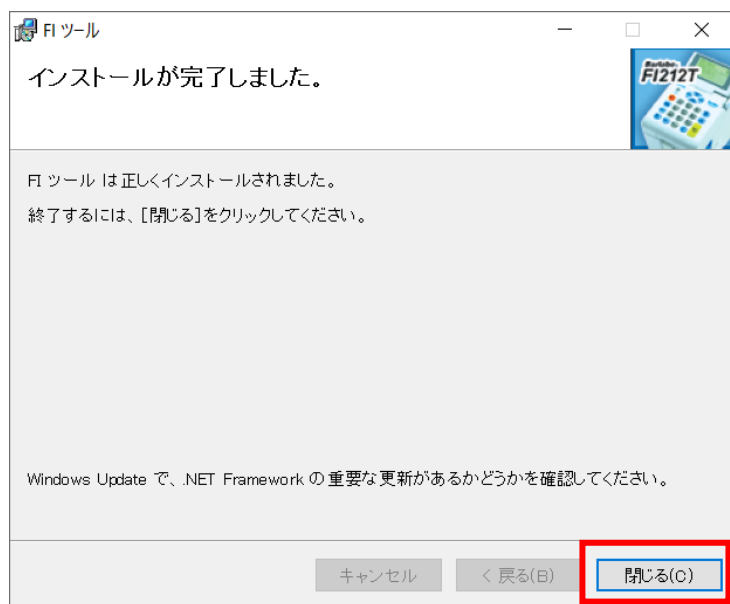 FI ツール
インストールが完了しました。
Barlabe
FI212T
FI ツール は正しくインストールされました。
終了するには、[閉じる]をクリックしてください。
Windows Update で、.NET Framework の重要な更新があるかどうかを確認してください。
キャンセル
< 戻る(B)
閉じる(C)